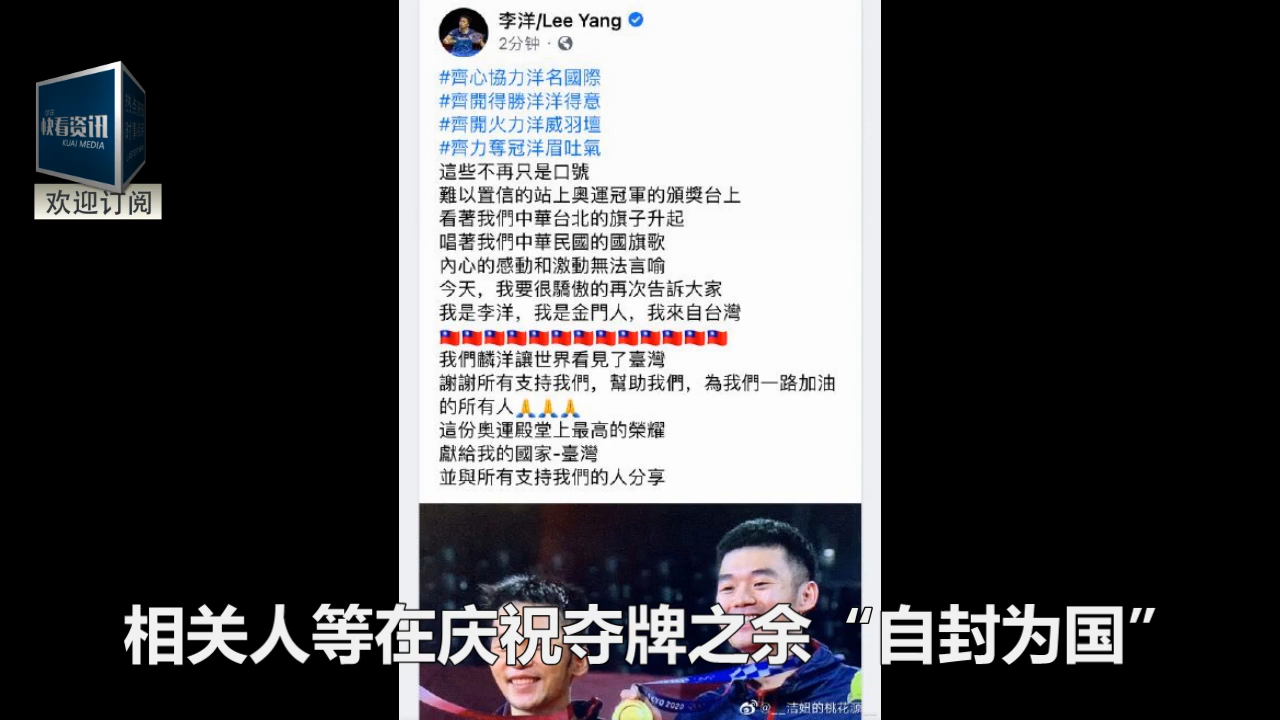 李洋/Lee Yang
2分钟 ·
#齊心協力洋名國際
#齊開得勝洋洋得意
#齊開火力洋威羽壇
#齊力奪冠洋眉吐氣
這些不再只是口號
難以置信的站上奧運冠軍的頒獎台上
看著我們中華台北的旗子升起
唱著我們中華民國的國旗歌
內心的感動和激動無法言喻
今天，我要很驕傲的再次告訴大家
我是李洋，我是金門人，我來自台灣
🇹🇼🇹🇼🇹🇼🇹🇼🇹🇼🇹🇼🇹🇼🇹🇼🇹🇼🇹🇼🇹🇼🇹🇼🇹🇼
我們麟洋讓世界看見了臺灣
謝謝所有支持我們，幫助我們，為我們一路加油
的所有人🙏🙏🙏
這份奧運殿堂上最高的榮耀
獻給我的國家-臺灣
並與所有支持我們的人分享
快看资讯
KUAI MEDIA
欢迎订阅
相关人等在庆祝夺牌之余“自封为国”
TOKYO 2020
@__洁妞的桃花源